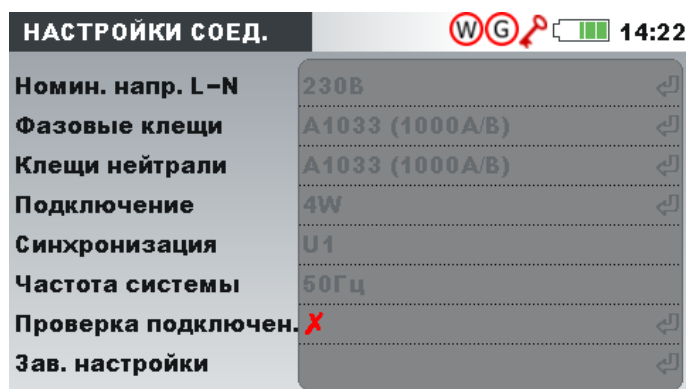 НАСТРОЙКИ СОЕД. W G 14:22
Номин. напр. L-N 230В
Фазовые клещи A1033 (1000A/B)
Клещи нейтрали A1033 (1000A/B)
Подключение 4W
Синхронизация U1
Частота системы 50Гц
Проверка подключен. ✗
Зав. настройки